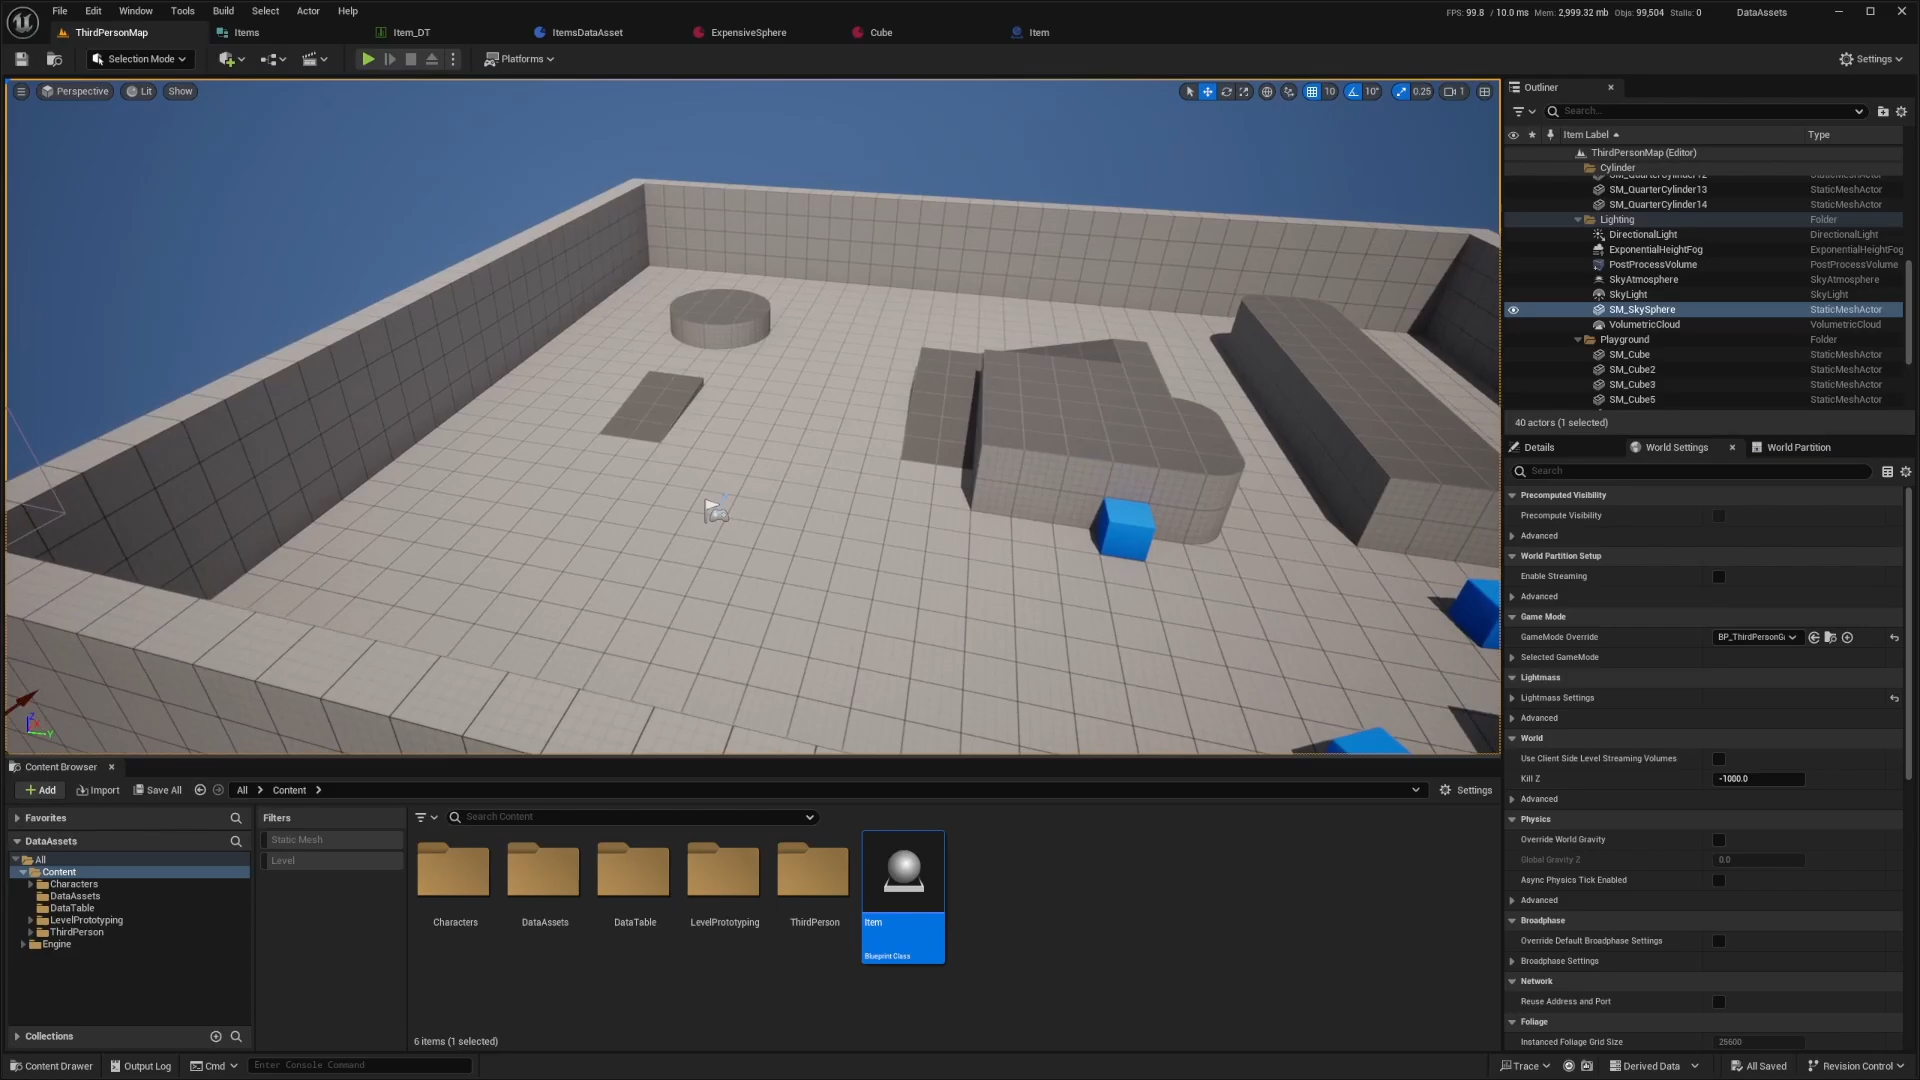 File Edit Window Tools Build Select Actor Help
FPS: 99.8 / 10.0 ms Mem: 2,999.32 mb Objs: 99,504 Stalls: 0 DataAssets
ThirdPersonMap Items Item_DT ItemsDataAsset ExpensiveSphere Cube Item
Selection Mode Platforms Settings
Perspective Lit Show 10 10° 0.25 1
Outliner
Search...
Item Label Type
ThirdPersonMap (Editor)
Cylinder
SM_QuarterCylinder12 StaticMeshActor
SM_QuarterCylinder13 StaticMeshActor
SM_QuarterCylinder14 StaticMeshActor
Lighting Folder
DirectionalLight DirectionalLight
ExponentialHeightFog ExponentialHeightFog
PostProcessVolume PostProcessVolume
SkyAtmosphere SkyAtmosphere
SkyLight SkyLight
SM_SkySphere StaticMeshActor
VolumetricCloud VolumetricCloud
Playground Folder
SM_Cube StaticMeshActor
SM_Cube2 StaticMeshActor
SM_Cube3 StaticMeshActor
SM_Cube5 StaticMeshActor
40 actors (1 selected)
Details World Settings World Partition
Search
Precomputed Visibility
Precompute Visibility
Advanced
World Partition Setup
Enable Streaming
Advanced
Game Mode
GameMode Override BP_ThirdPersonG
Selected GameMode
Lightmass
Lightmass Settings
Advanced
World
Use Client Side Level Streaming Volumes
Kill Z -1000.0
Advanced
Physics
Override World Gravity
Global Gravity Z 0.0
Async Physics Tick Enabled
Advanced
Broadphase
Override Default Broadphase Settings
Broadphase Settings
Network
Reuse Address and Port
Foliage
Instanced Foliage Grid Size 25600
Z
Y
Content Browser
Add Import Save All All Content Settings
Favorites
DataAssets
All
Content
Characters
DataAssets
DataTable
LevelPrototyping
ThirdPerson
Engine
Collections
Filters
Static Mesh
Level
Search Content
Characters DataAssets DataTable LevelPrototyping ThirdPerson Item
Blueprint Class
6 items (1 selected)
Content Drawer Output Log Cmd Enter Console Command Trace Derived Data All Saved Revision Control